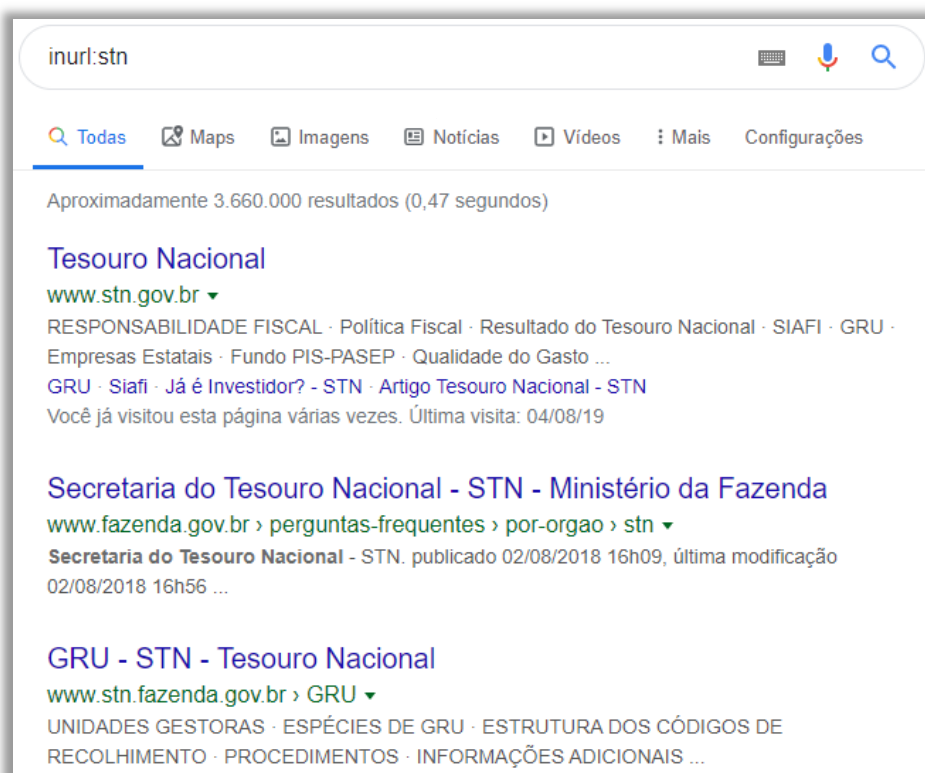 inurl:stn
Todas Maps Imagens Notícias Vídeos Mais Configurações
Aproximadamente 3.660.000 resultados (0,47 segundos)
Tesouro Nacional
www.stn.gov.br
RESPONSABILIDADE FISCAL · Política Fiscal · Resultado do Tesouro Nacional · SIAFI · GRU ·
Empresas Estatais · Fundo PIS-PASEP · Qualidade do Gasto ...
GRU · Siafi · Já é Investidor? - STN · Artigo Tesouro Nacional - STN
Você já visitou esta página várias vezes. Última visita: 04/08/19
Secretaria do Tesouro Nacional - STN - Ministério da Fazenda
www.fazenda.gov.br › perguntas-frequentes › por-orgao › stn
Secretaria do Tesouro Nacional - STN. publicado 02/08/2018 16h09, última modificação
02/08/2018 16h56 ...
GRU - STN - Tesouro Nacional
www.stn.fazenda.gov.br › GRU
UNIDADES GESTORAS · ESPÉCIES DE GRU · ESTRUTURA DOS CÓDIGOS DE
RECOLHIMENTO · PROCEDIMENTOS · INFORMAÇÕES ADICIONAIS ...